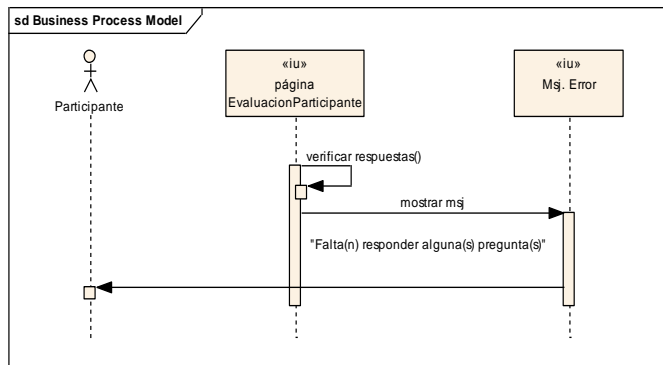 sd Business Process Model
Participante
«iu»
página
EvaluacionParticipante
«iu»
Msj. Error
verificar respuestas()
mostrar msj
"Falta(n) responder alguna(s) pregunta(s)"